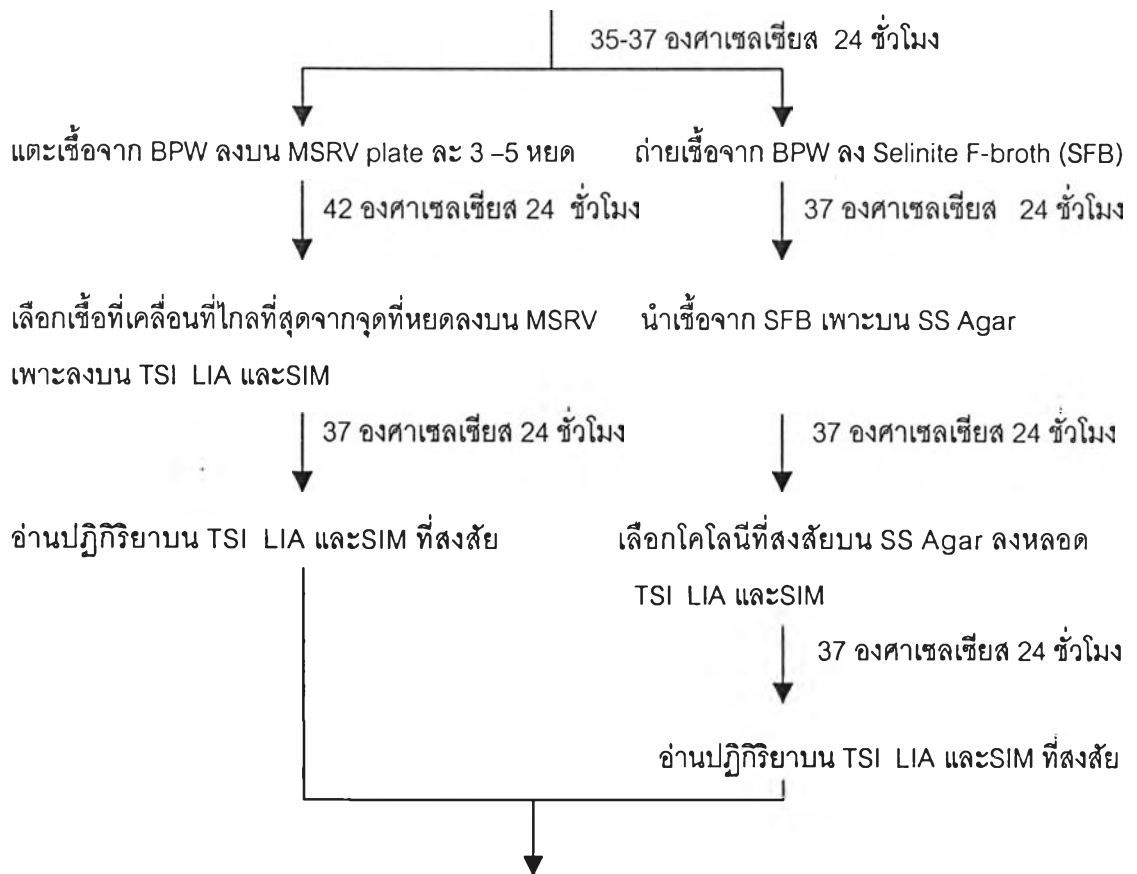 35-37 องศาเซลเซียส 24 ชั่วโมง
แตะเชื้อจาก BPW ลงบน MSRV plate ละ 3 –5 หยด
ถ่ายเชื้อจาก BPW ลง Selinite F-broth (SFB)
42 องศาเซลเซียส 24 ชั่วโมง
37 องศาเซลเซียส 24 ชั่วโมง
เลือกเชื้อที่เคลื่อนที่ไกลที่สุดจากจุดที่หยดลงบน MSRV
เพาะลงบน TSI LIA และSIM
นำเชื้อจาก SFB เพาะบน SS Agar
37 องศาเซลเซียส 24 ชั่วโมง
37 องศาเซลเซียส 24 ชั่วโมง
อ่านปฏิกิริยาบน TSI LIA และSIM ที่สงสัย
เลือกโคโลนีที่สงสัยบน SS Agar ลงหลอด
TSI LIA และSIM
37 องศาเซลเซียส 24 ชั่วโมง
อ่านปฏิกิริยาบน TSI LIA และSIM ที่สงสัย